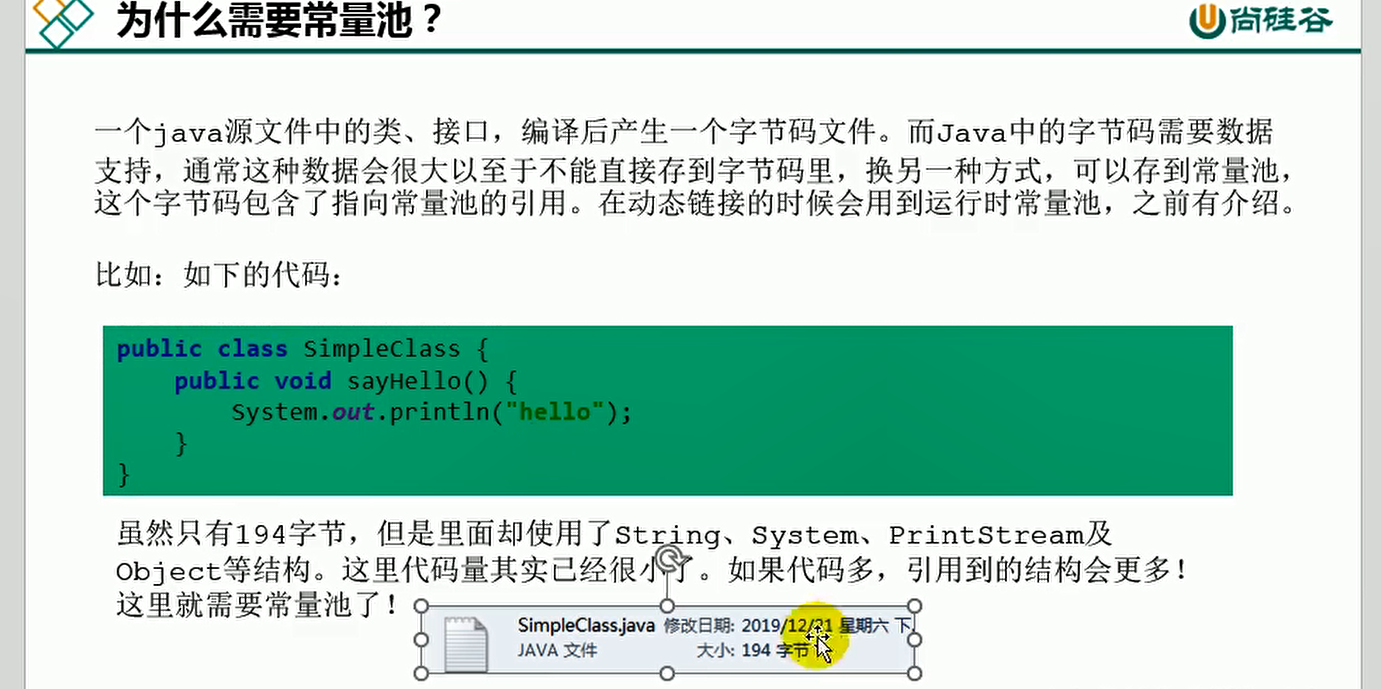 为什么需要常量池？
尚硅谷
一个java源文件中的类、接口，编译后产生一个字节码文件。而Java中的字节码需要数据
支持，通常这种数据会很大以至于不能直接存到字节码里，换另一种方式，可以存到常量池，
这个字节码包含了指向常量池的引用。在动态链接的时候会用到运行时常量池，之前有介绍。
比如：如下的代码：
public class SimpleClass {
public void sayHello() {
System.out.println("hello");
}
}
虽然只有194字节，但是里面却使用了String、System、PrintStream及
Object等结构。这里代码量其实已经很小了。如果代码多，引用到的结构会更多！
这里就需要常量池了！
SimpleClass.java 修改日期: 2019/12/21 星期六 下
JAVA 文件 大小: 194 字节